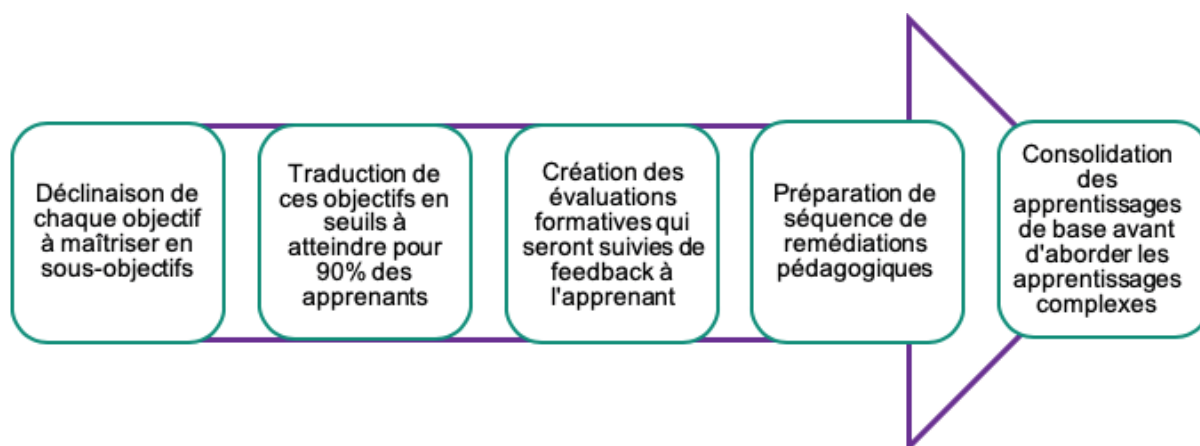 Déclinaison de
chaque objectif
à maîtriser en
sous-objectifs
Traduction de
ces objectifs en
seuils à
atteindre pour
90% des
apprenants
Création des
évaluations
formatives qui
seront suivies de
feedback à
l'apprenant
Préparation de
séquence de
remédiations
pédagogiques
Consolidation
des
apprentissages
de base avant
d'aborder les
apprentissages
complexes